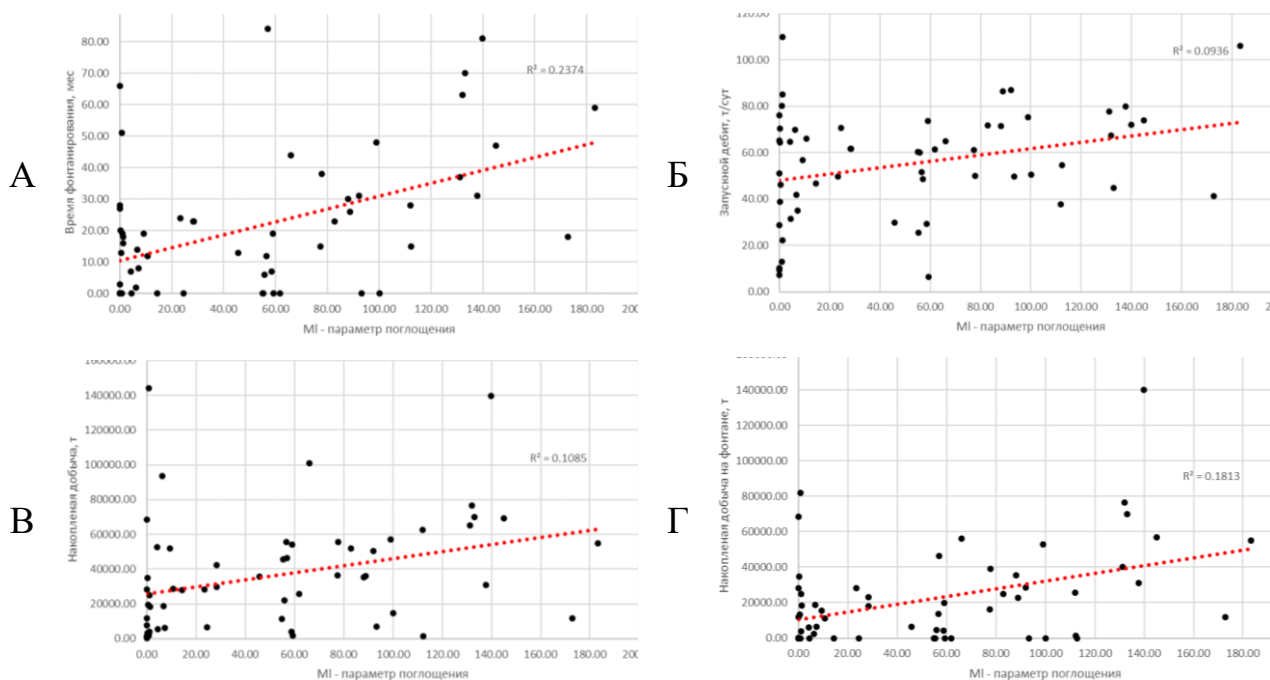 А
Время фонтанирования, мес
80.00
70.00
60.00
50.00
40.00
30.00
20.00
10.00
0.00
R² = 0.2374
0.00 20.00 40.00 60.00 80.00 100.00 120.00 140.00 160.00 180.00 200
MI - параметр поглощения
Б
Запускной дебит, т/сут
120.00
100.00
80.00
60.00
40.00
20.00
0.00
R² = 0.0936
0.00 20.00 40.00 60.00 80.00 100.00 120.00 140.00 160.00 180.00 2
MI - параметр поглощения
В
Накопленая добыча, т
160000.00
140000.00
120000.00
100000.00
80000.00
60000.00
40000.00
20000.00
0.00
R² = 0.1085
0.00 20.00 40.00 60.00 80.00 100.00 120.00 140.00 160.00 180.00 200
MI - параметр поглощения
Г
Накопленая добыча на фонтане, т
140000.00
120000.00
100000.00
80000.00
60000.00
40000.00
20000.00
0.00
R² = 0.1813
0.00 20.00 40.00 60.00 80.00 100.00 120.00 140.00 160.00 180.00
MI - параметр поглощения